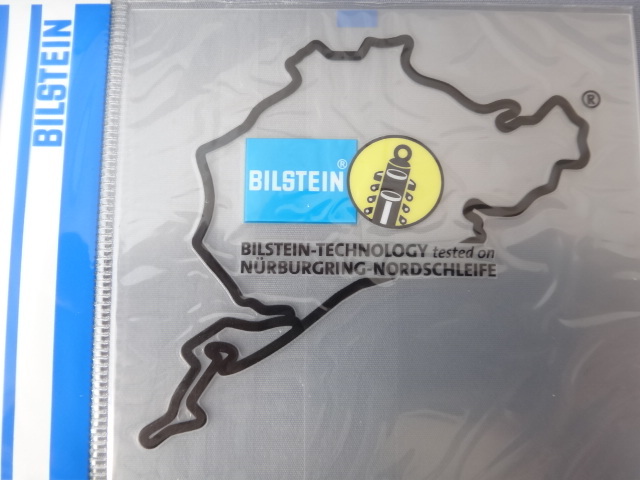 BILSTEIN
®
BILSTEIN®
BILSTEIN-TECHNOLOGY tested on
NÜRBURGRING-NORDSCHLEIFE